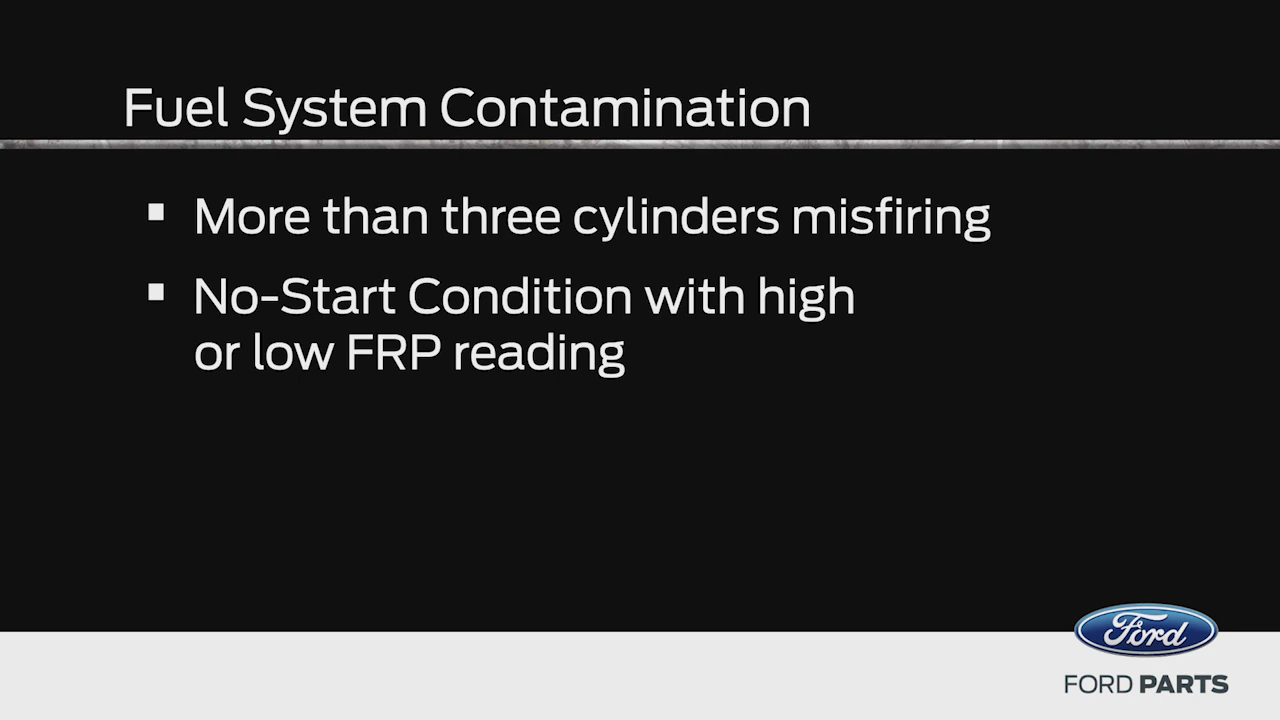 Fuel System Contamination
▪ More than three cylinders misfiring
▪ No-Start Condition with high
or low FRP reading
Ford
FORD PARTS